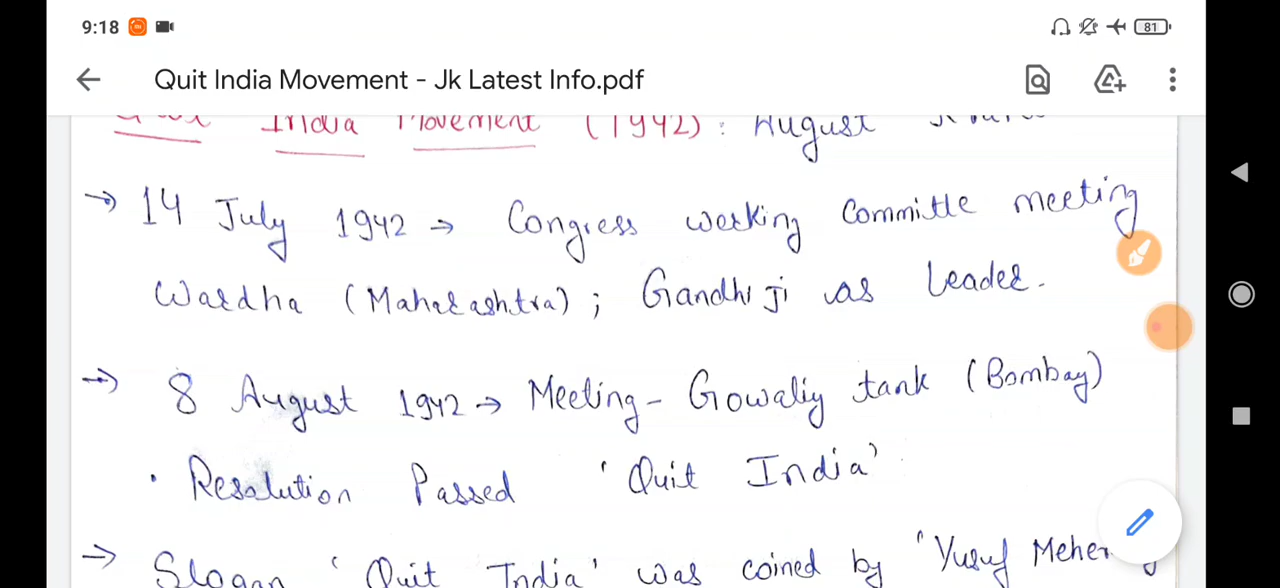 9:18
81
Quit India Movement - Jk Latest Info.pdf
India Movement (1942): August
→ 14 July 1942 → Congress working Committe meeting
Wardha (Maharashtra); Gandhi ji as leader.
→ 8 August 1942 → Meeting - Gowaliy tank (Bombay)
• Resolution Passed 'Quit India'
→ Slogan 'Quit India' was coined by 'Yusuf